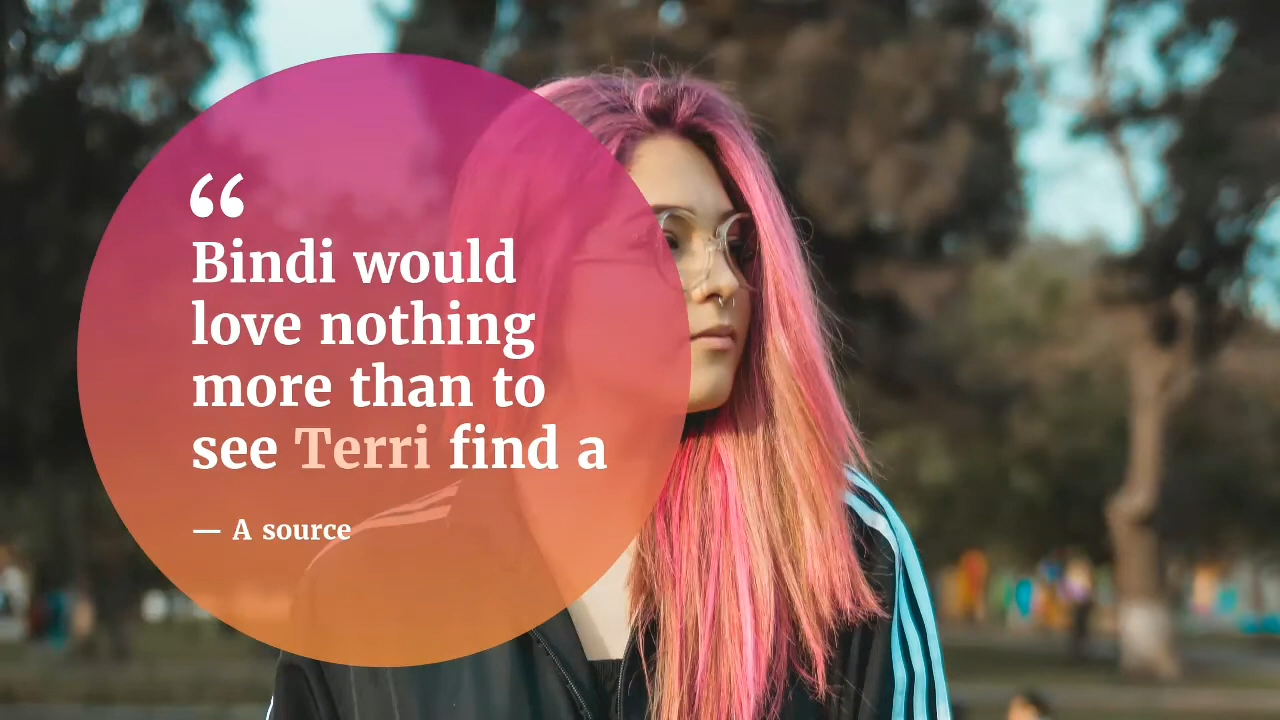 “
Bindi would
love nothing
more than to
see Terri find a
— A source